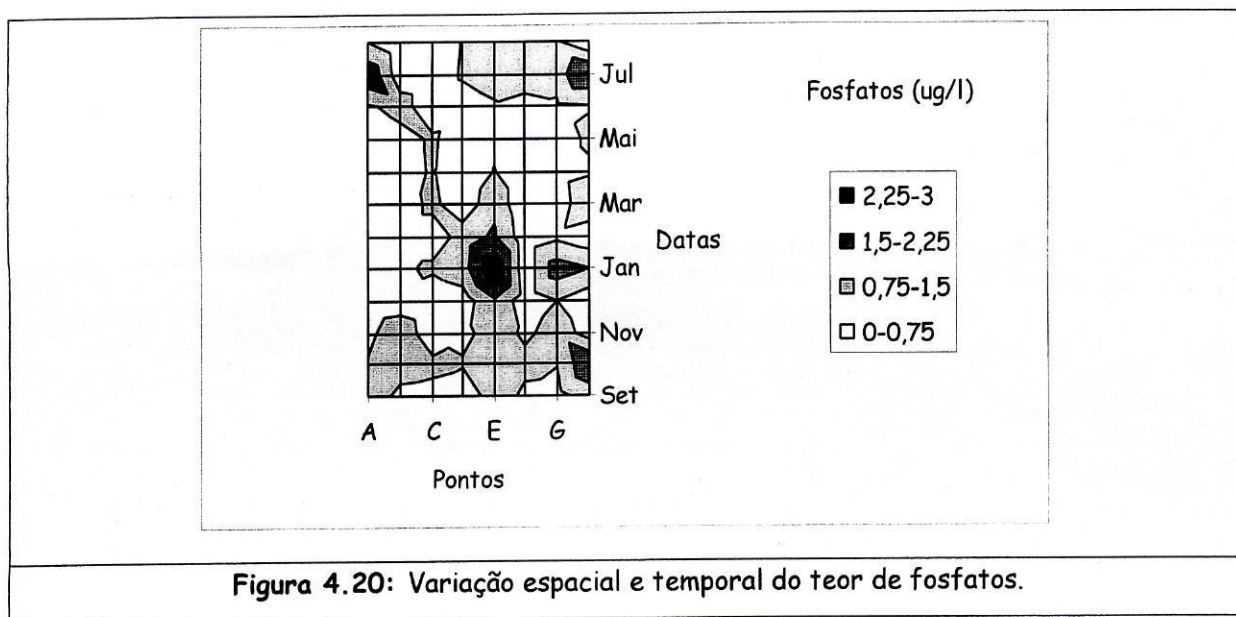 Jul
Mai
Mar
Jan
Nov
Set
Datas
A C E G
Pontos
Fosfatos (ug/l)
2,25-3
1,5-2,25
0,75-1,5
0-0,75
Figura 4.20: Variação espacial e temporal do teor de fosfatos.